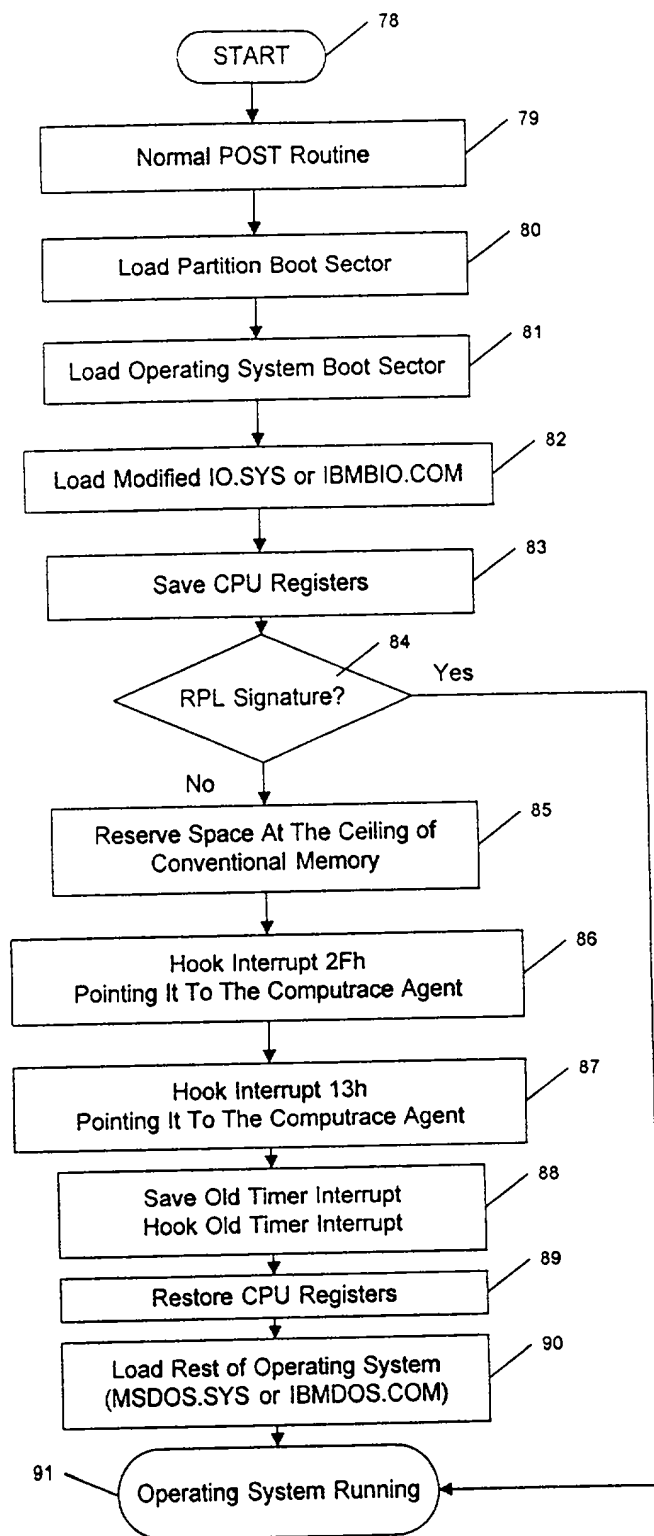 78
START
79
Normal POST Routine
80
Load Partition Boot Sector
81
Load Operating System Boot Sector
82
Load Modified IO.SYS or IBMBIO.COM
83
Save CPU Registers
84
RPL Signature?
Yes
No
85
Reserve Space At The Ceiling of
Conventional Memory
86
Hook Interrupt 2Fh
Pointing It To The Computrace Agent
87
Hook Interrupt 13h
Pointing It To The Computrace Agent
88
Save Old Timer Interrupt
Hook Old Timer Interrupt
89
Restore CPU Registers
90
Load Rest of Operating System
(MSDOS.SYS or IBMDOS.COM)
91
Operating System Running